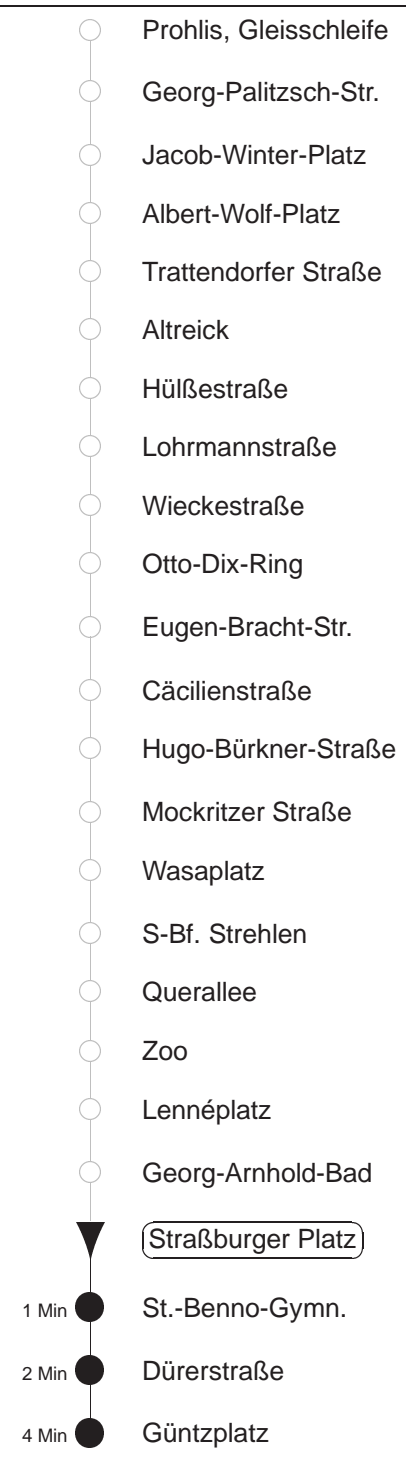 Prohlis, Gleisschleife
Georg-Palitzsch-Str.
Jacob-Winter-Platz
Albert-Wolf-Platz
Trattendorfer Straße
Altreick
Hülßestraße
Lohrmannstraße
Wieckestraße
Otto-Dix-Ring
Eugen-Bracht-Str.
Cäcilienstraße
Hugo-Bürkner-Straße
Mockritzer Straße
Wasaplatz
S-Bf. Strehlen
Querallee
Zoo
Lennéplatz
Georg-Arnhold-Bad
Straßburger Platz
1 Min St.-Benno-Gymn.
2 Min Dürerstraße
4 Min Güntzplatz